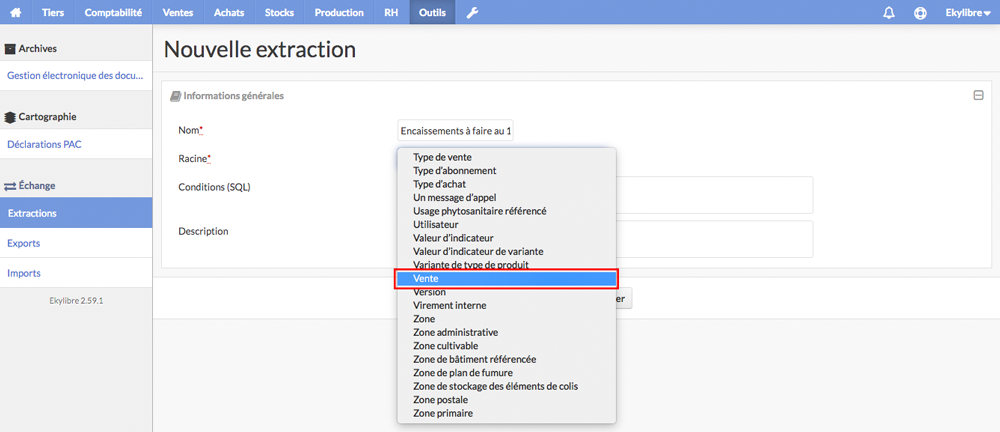 Tiers Comptabilité Ventes Achats Stocks Production RH Outils Ekylibre
Archives
Gestion électronique des docu...
Cartographie
Déclarations PAC
Échange
Extractions
Exports
Imports
Ekylibre 2.59.1
Nouvelle extraction
Informations générales
Nom* Encaissements à faire au 1
Racine*
Conditions (SQL)
Description
Type de vente
Type d'abonnement
Type d'achat
Un message d'appel
Usage phytosanitaire référencé
Utilisateur
Valeur d'indicateur
Valeur d'indicateur de variante
Variante de type de produit
Vente
Version
Virement interne
Zone
Zone administrative
Zone cultivable
Zone de bâtiment référencée
Zone de plan de fumure
Zone de stockage des éléments de colis
Zone postale
Zone primaire
er